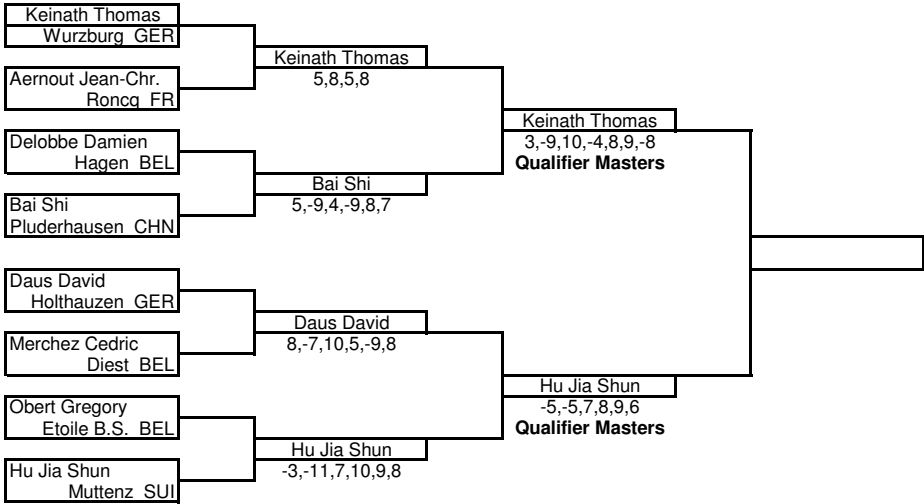 Keinath Thomas
Wurzburg GER
Aernout Jean-Chr.
Roncq FR
Delobbe Damien
Hagen BEL
Bai Shi
Pluderhausen CHN
Daus David
Holthauzen GER
Merchez Cedric
Diest BEL
Obert Gregory
Etoile B.S. BEL
Hu Jia Shun
Muttenz SUI
Keinath Thomas
5,8,5,8
Bai Shi
5,-9,4,-9,8,7
Daus David
8,-7,10,5,-9,8
Hu Jia Shun
-3,-11,7,10,9,8
Keinath Thomas
3,-9,10,-4,8,9,-8
Qualifier Masters
Hu Jia Shun
-5,-5,7,8,9,6
Qualifier Masters